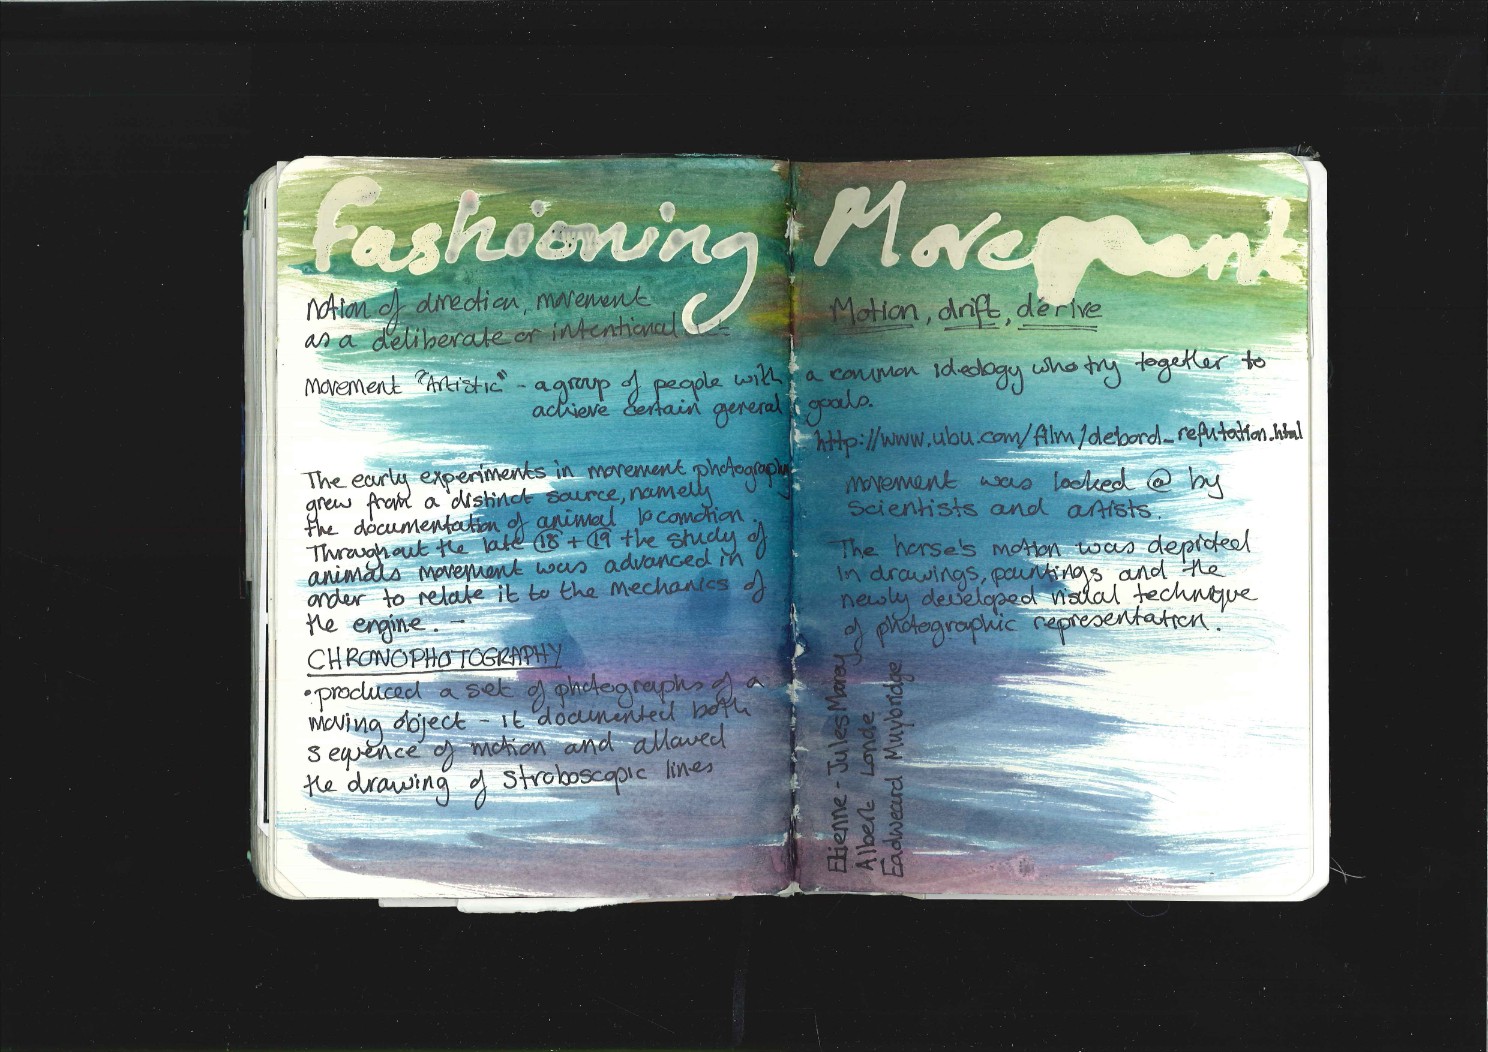 Fashioning Movement
Notion of direction, movement
as a deliberate or intentional
Motion, drift, dérive
Movement "Artistic" - a group of people with a common ideology who try together to
achieve certain general goals.
http://www.ubu.com/film/debord_refutation.html
The early experiments in movement photography
grew from a distinct source, namely
the documentation of animal locomotion.
Throughout the late 18 + 19 the study of
animals movement was advanced in
order to relate it to the mechanics of
the engine. -
CHRONOPHOTOGRAPHY
• produced a set of photographs of a
moving object - it documented both
sequence of motion and allowed
the drawing of stroboscopic lines
movement was looked @ by
scientists and artists.
The horse's motion was depicted
in drawings, paintings and the
newly developed visual technique
of photographic representation.
Etienne-Jules Marey
Albert Londe
Eadweard Muybridge